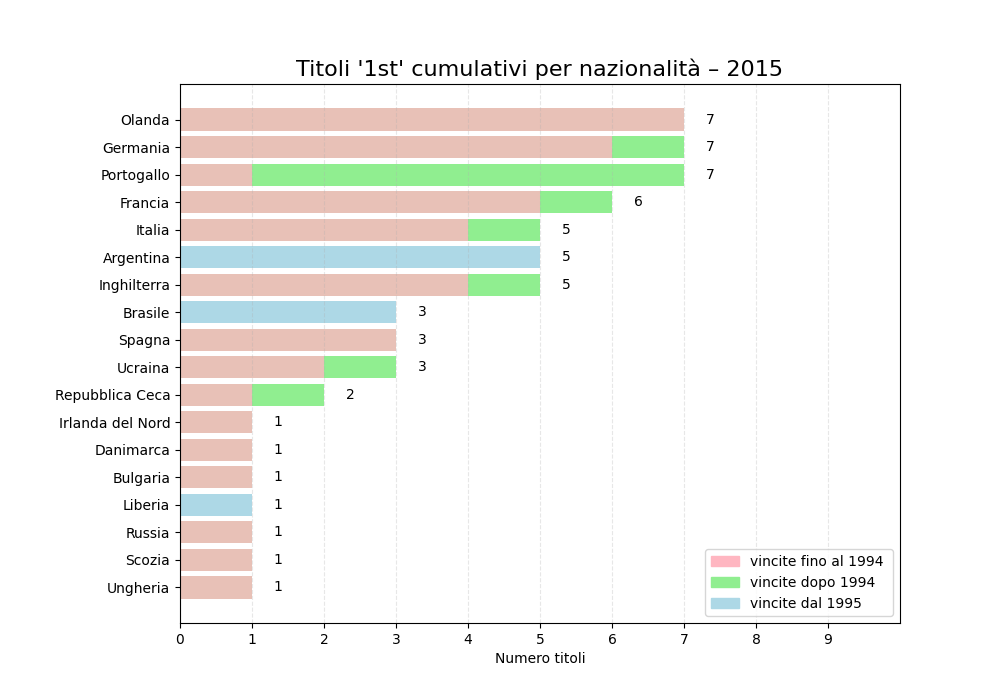 Titoli '1st' cumulativi per nazionalità – 2015
Olanda 7
Germania 7
Portogallo 7
Francia 6
Italia 5
Argentina 5
Inghilterra 5
Brasile 3
Spagna 3
Ucraina 3
Repubblica Ceca 2
Irlanda del Nord 1
Danimarca 1
Bulgaria 1
Liberia 1
Russia 1
Scozia 1
Ungheria 1
vincite fino al 1994
vincite dopo 1994
vincite dal 1995
0 1 2 3 4 5 6 7 8 9
Numero titoli